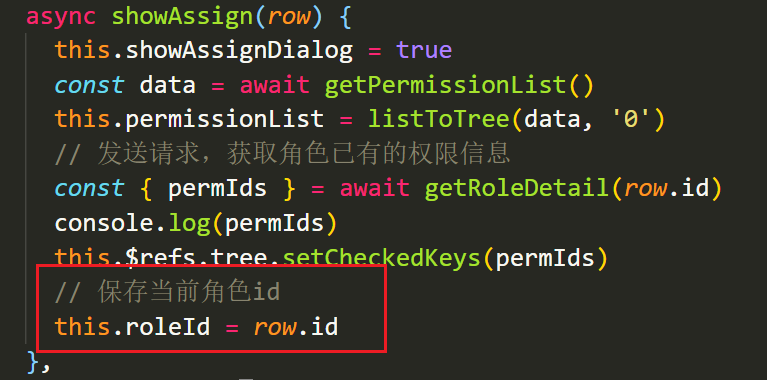 async showAssign(row) {
this.showAssignDialog = true
const data = await getPermissionList()
this.permissionList = listToTree(data, '0')
// 发送请求，获取角色已有的权限信息
const { permIds } = await getRoleDetail(row.id)
console.log(permIds)
this.$refs.tree.setCheckedKeys(permIds)
// 保存当前角色id
this.roleId = row.id
},